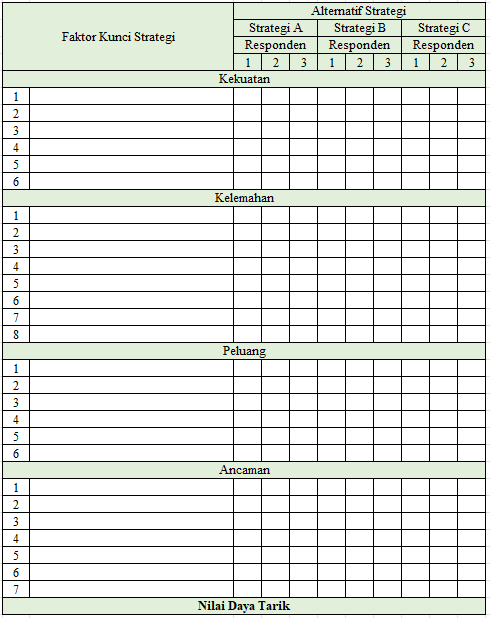 Faktor Kunci Strategi
Alternatif Strategi
Strategi A Strategi B Strategi C
Responden Responden Responden
1 2 3 1 2 3 1 2 3
Kekuatan
1
2
3
4
5
6
Kelemahan
1
2
3
4
5
6
7
8
Peluang
1
2
3
4
5
6
Ancaman
1
2
3
4
5
6
7
Nilai Daya Tarik